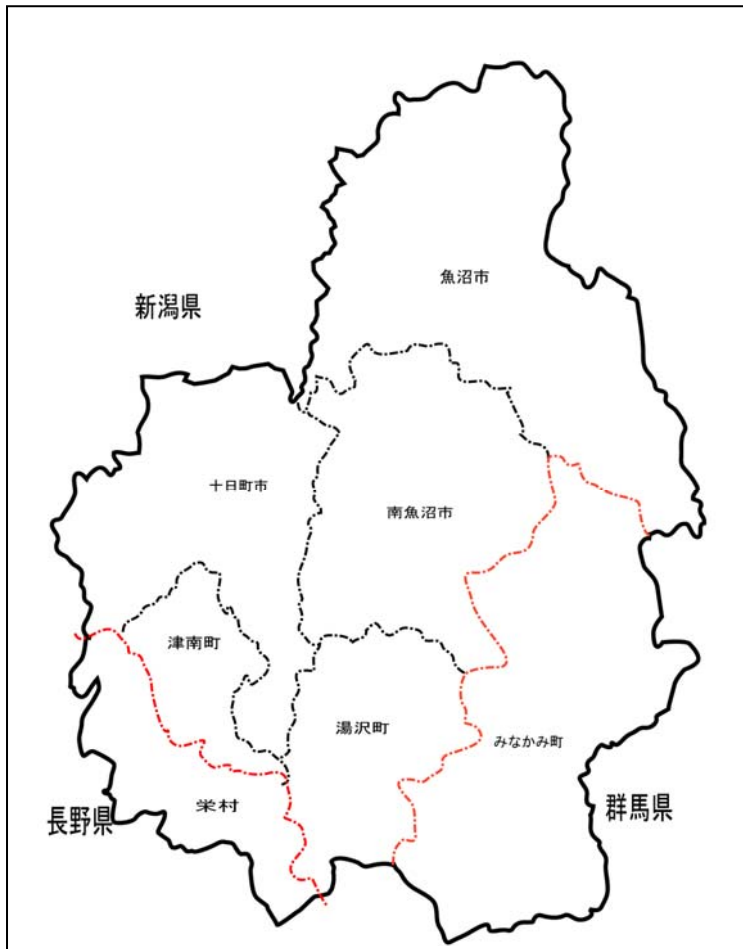 魚沼市
新潟県
十日町市
南魚沼市
津南町
湯沢町
みなかみ町
栄村
長野県
群馬県